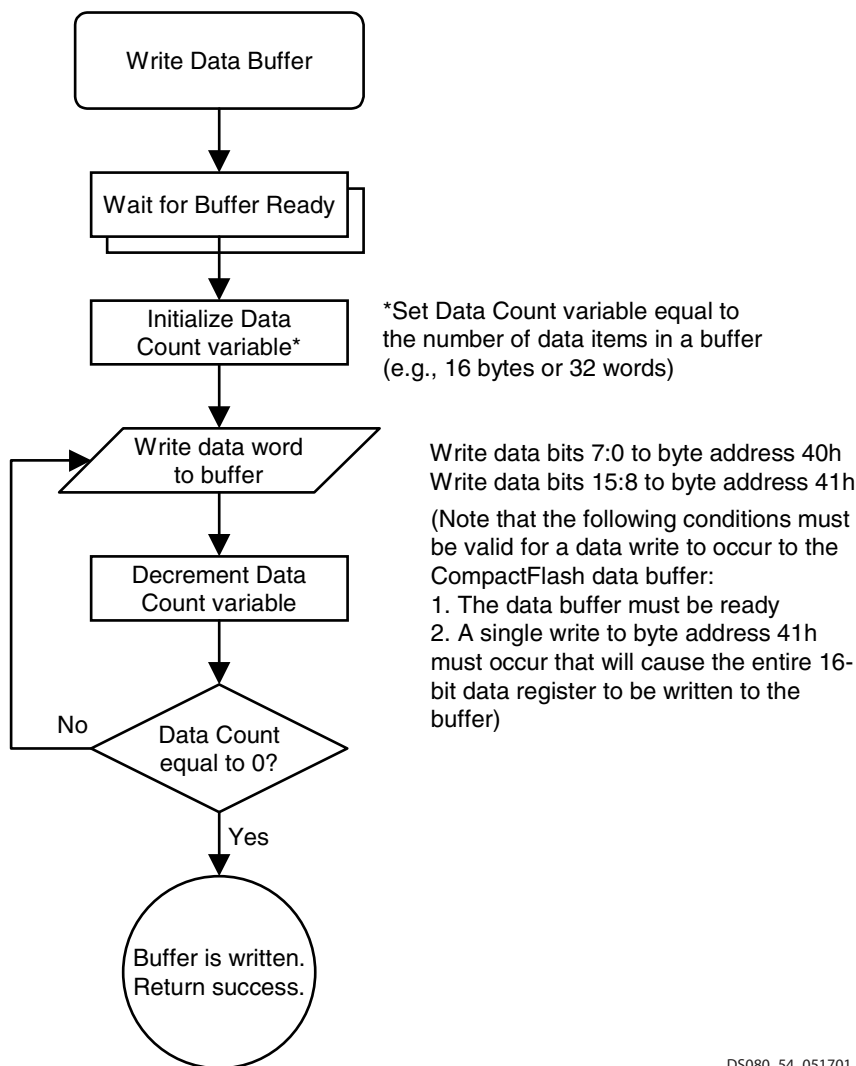 Write Data Buffer
Wait for Buffer Ready
Initialize Data
Count variable*
*Set Data Count variable equal to
the number of data items in a buffer
(e.g., 16 bytes or 32 words)
Write data word
to buffer
Write data bits 7:0 to byte address 40h
Write data bits 15:8 to byte address 41h
(Note that the following conditions must
be valid for a data write to occur to the
CompactFlash data buffer:
1. The data buffer must be ready
2. A single write to byte address 41h
must occur that will cause the entire 16-
bit data register to be written to the
buffer)
Decrement Data
Count variable
No
Data Count
equal to 0?
Yes
Buffer is written.
Return success.
DS080_54_051701